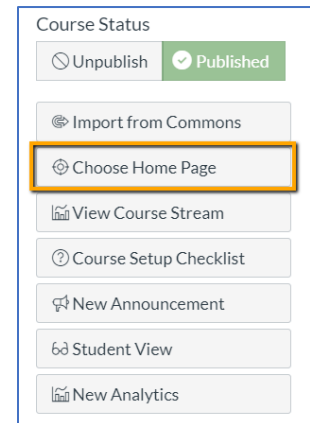 Course Status
Unpublish Published
Import from Commons
Choose Home Page
View Course Stream
Course Setup Checklist
New Announcement
Student View
New Analytics